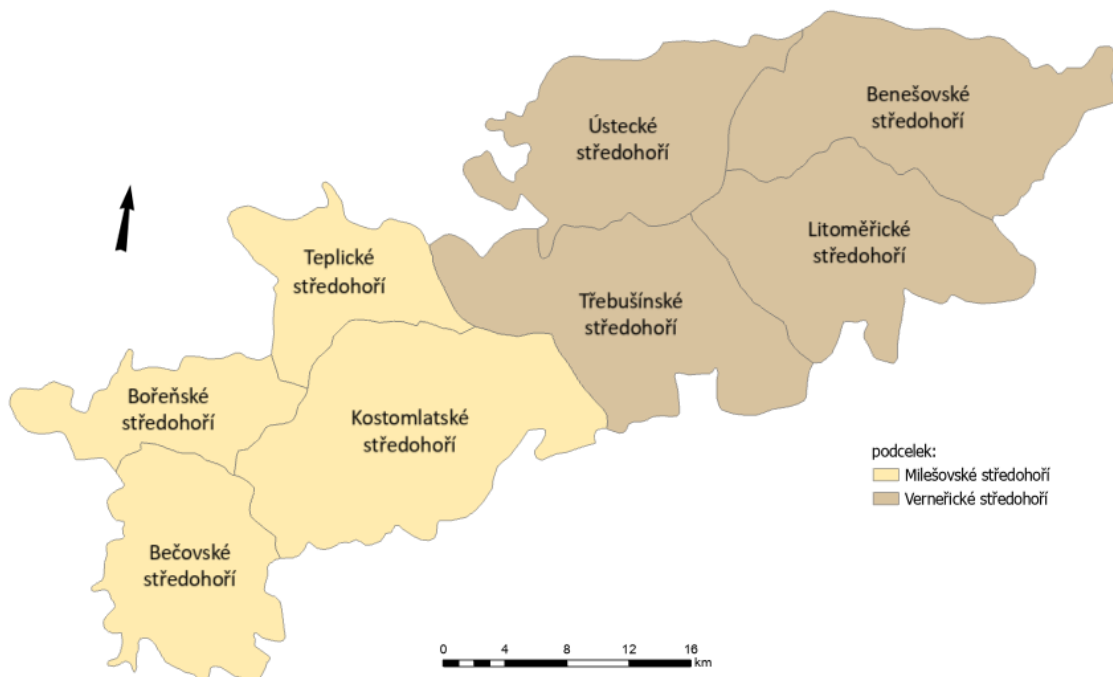 Benešovské
středohoří
Ústecké
středohoří
Litoměřické
středohoří
Teplické
středohoří
Třebušínské
středohoří
Bořeňské
středohoří
Kostomlatské
středohoří
Bečovské
středohoří
podcelek:
Milešovské středohoří
Verneřické středohoří
0 4 8 12 16
km